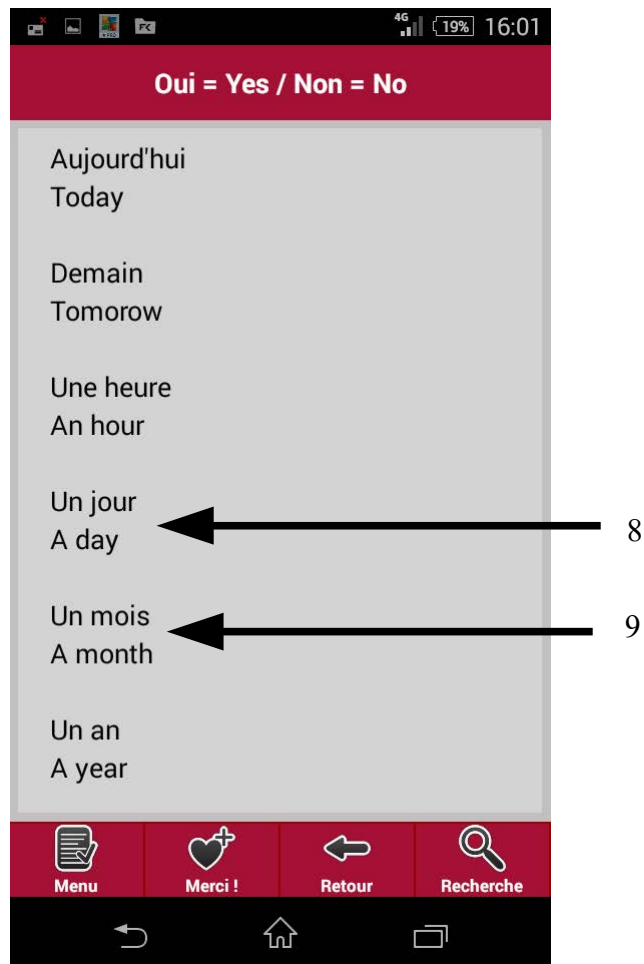 4G 19% 16:01
Oui = Yes / Non = No
Aujourd'hui
Today
Demain
Tomorow
Une heure
An hour
Un jour
A day
8
Un mois
A month
9
Un an
A year
Menu Merci ! Retour Recherche